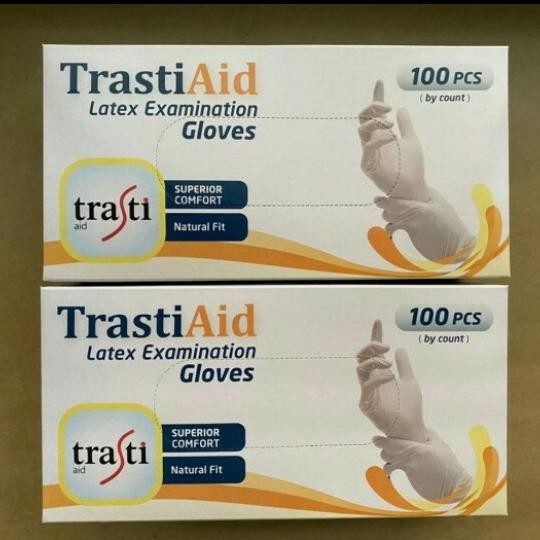 TrastiAid
Latex Examination
Gloves
100 PCS
( by count )
trasti
aid
SUPERIOR
COMFORT
Natural Fit
TrastiAid
Latex Examination
Gloves
100 PCS
( by count )
trasti
aid
SUPERIOR
COMFORT
Natural Fit